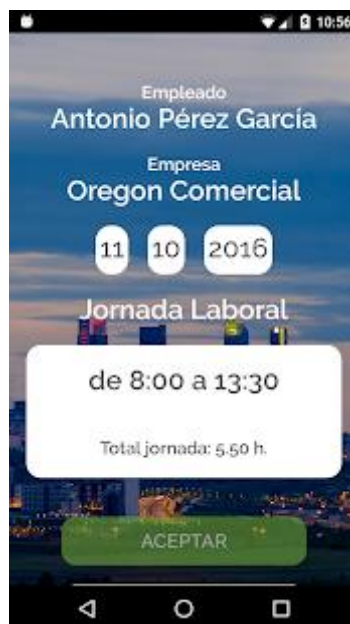 10:56
Empleado
Antonio Pérez García
Empresa
Oregon Comercial
11 10 2016
Jornada Laboral
de 8:00 a 13:30
Total jornada: 5.50 h.
ACEPTAR